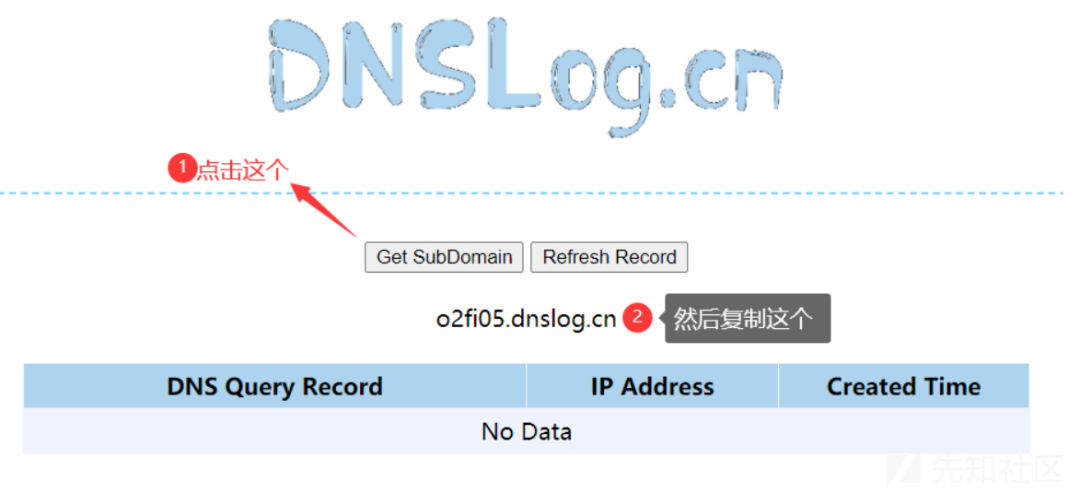 DNSLog.cn
1 点击这个
Get SubDomain Refresh Record
o2fi05.dnslog.cn 2 然后复制这个
DNS Query Record IP Address Created Time
No Data
先知社区